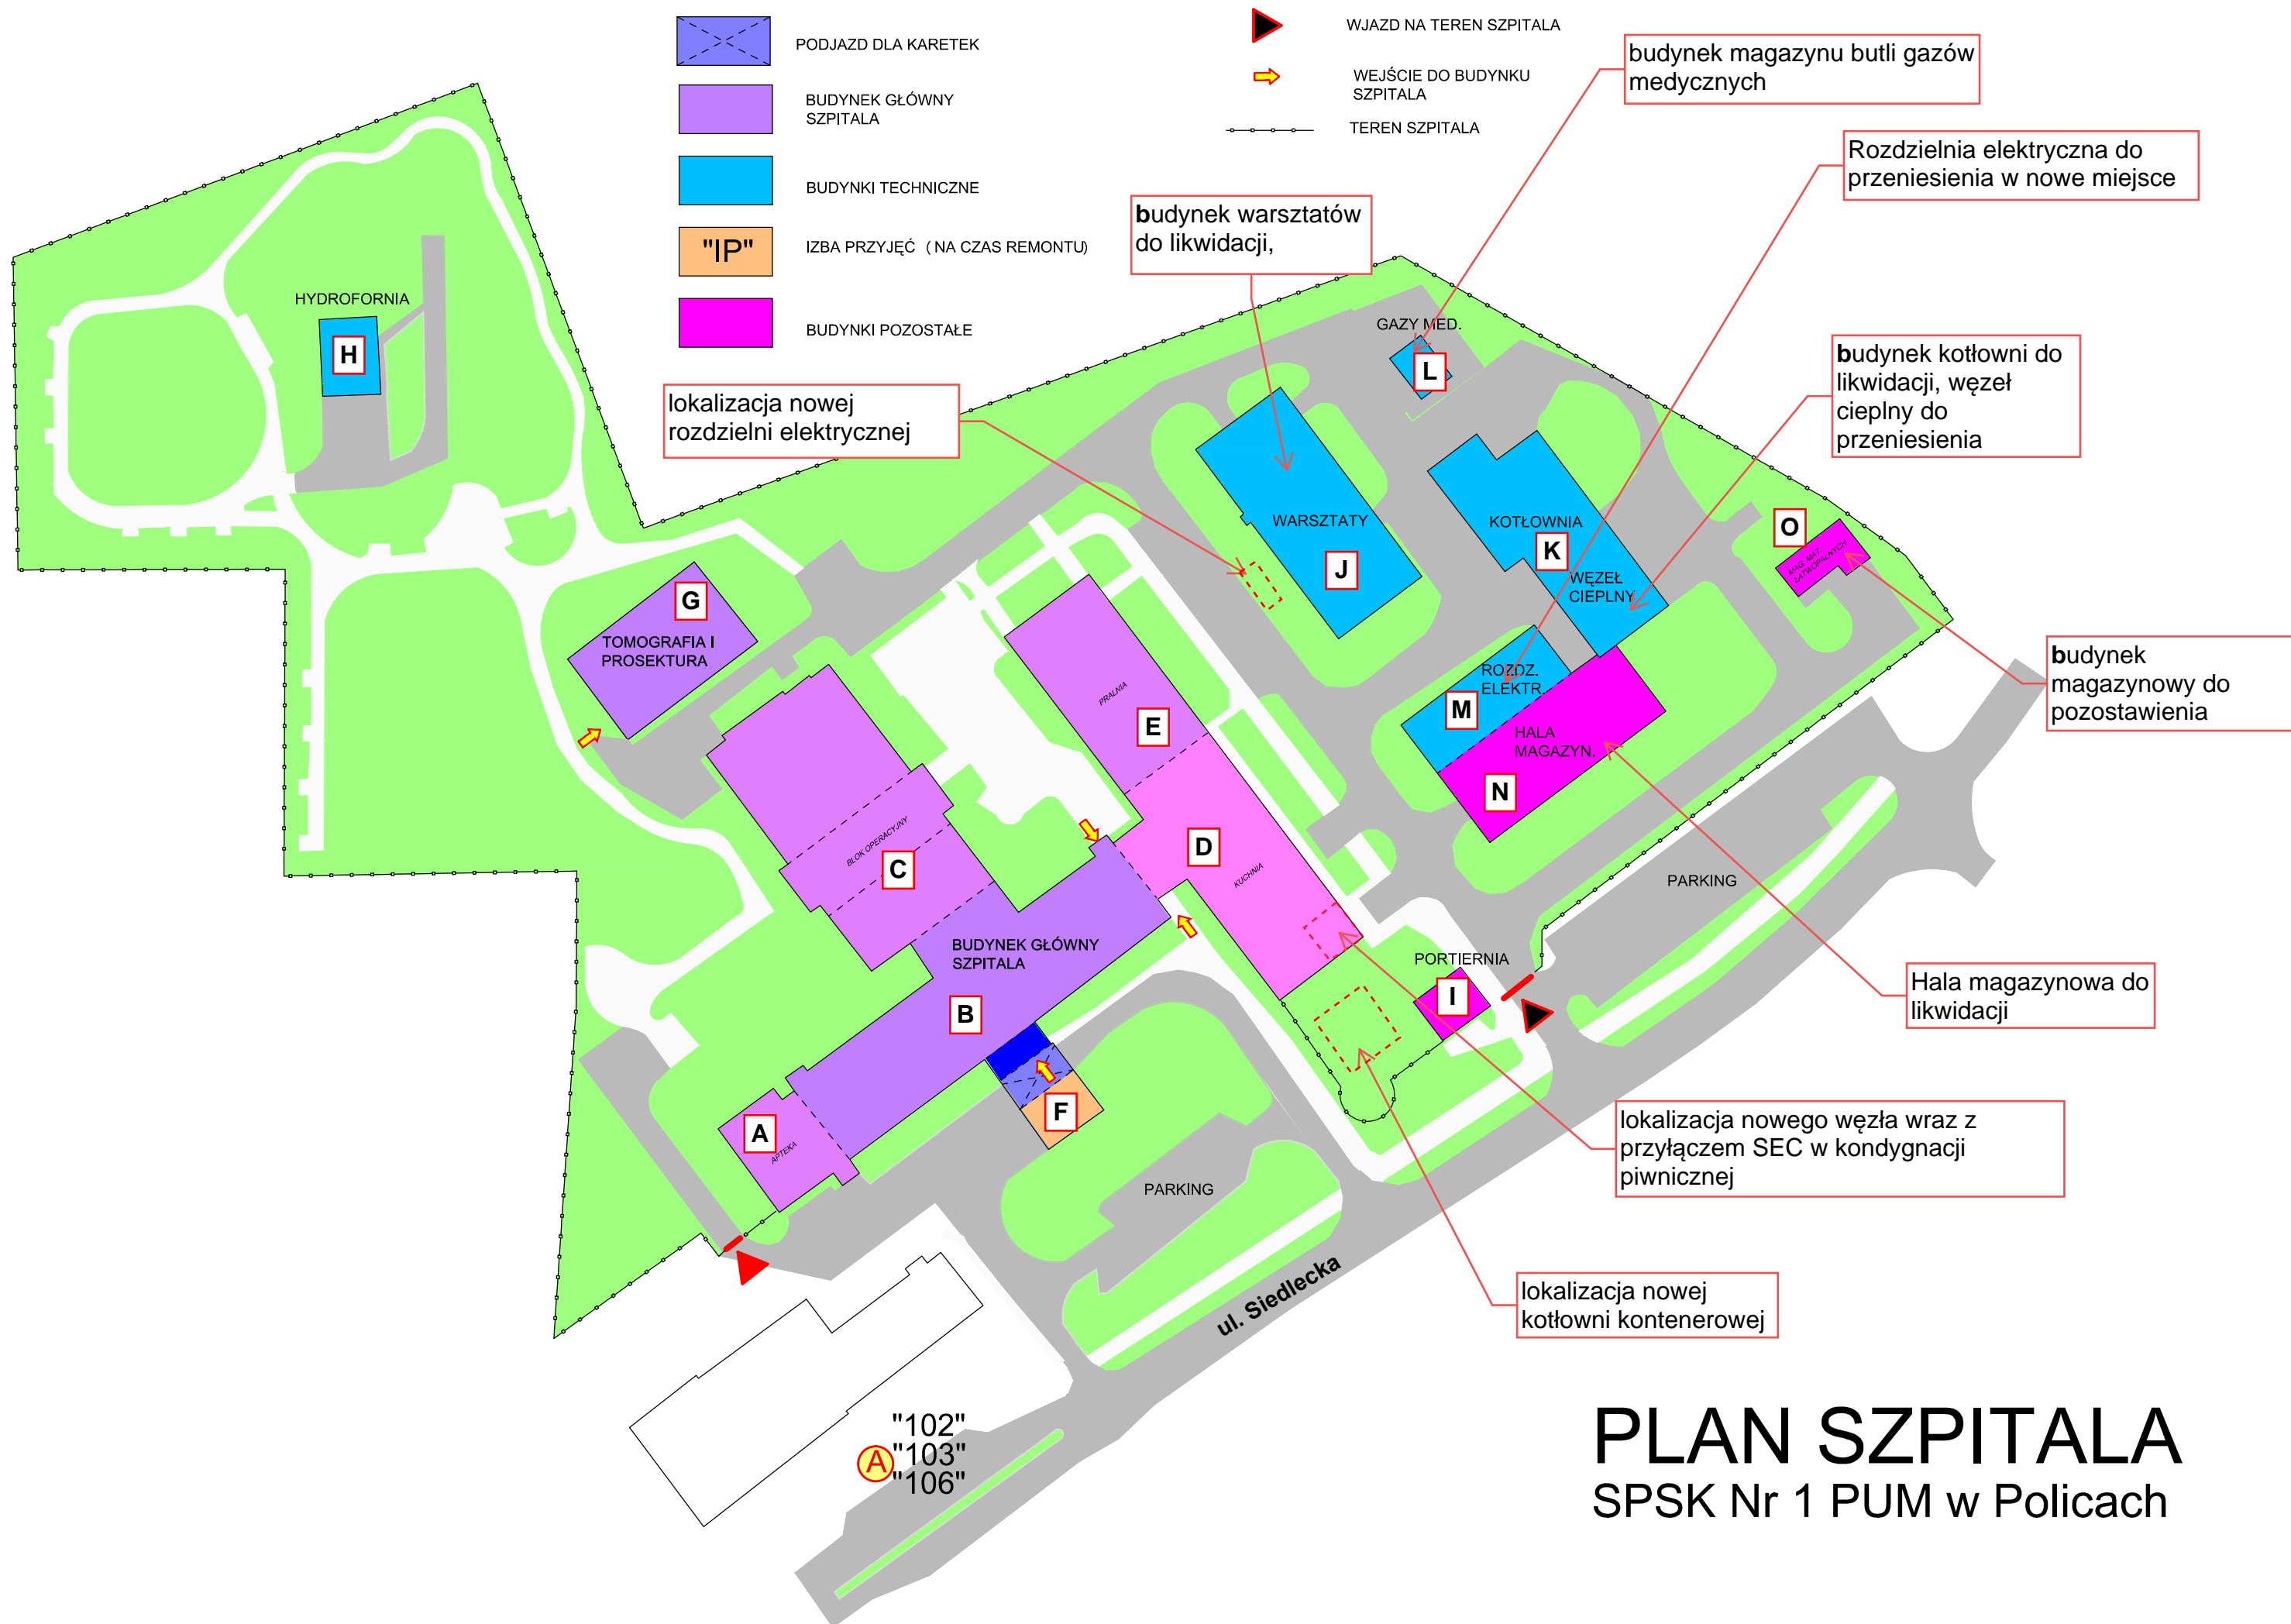 PODJAZD DLA KARETEK
BUDYNEK GŁÓWNY
SZPITALA
BUDYNKI TECHNICZNE
"IP"
IZBA PRZYJĘĆ ( NA CZAS REMONTU)
BUDYNKI POZOSTAŁE
WJAZD NA TEREN SZPITALA
WEJŚCIE DO BUDYNKU
SZPITALA
TEREN SZPITALA
budynek magazynu butli gazów
medycznych
Rozdzielnia elektryczna do
przeniesienia w nowe miejsce
budynek warsztatów
do likwidacji,
budynek kotłowni do
likwidacji, węzeł
cieplny do
przeniesienia
lokalizacja nowej
rozdzielni elektrycznej
HYDROFORNIA
H
GAZY MED.
L
WARSZTATY
J
KOTŁOWNIA
K
WĘZEŁ
CIEPLNY
O
MAG. MAT.
ŁATWOPALNYCH
G
TOMOGRAFIA I
PROSEKTURA
budynek
magazynowy do
pozostawienia
ROZDZ.
ELEKTR.
M
HALA
MAGAZYN.
N
PRALNIA
E
D
KUCHNIA
BLOK OPERACYJNY
C
BUDYNEK GŁÓWNY
SZPITALA
B
PARKING
PORTIERNIA
I
Hala magazynowa do
likwidacji
A
APTEKA
F
PARKING
lokalizacja nowego węzła wraz z
przyłączem SEC w kondygnacji
piwnicznej
lokalizacja nowej
kotłowni kontenerowej
ul. Siedlecka
"102"
A "103"
"106"
PLAN SZPITALA
SPSK Nr 1 PUM w Policach